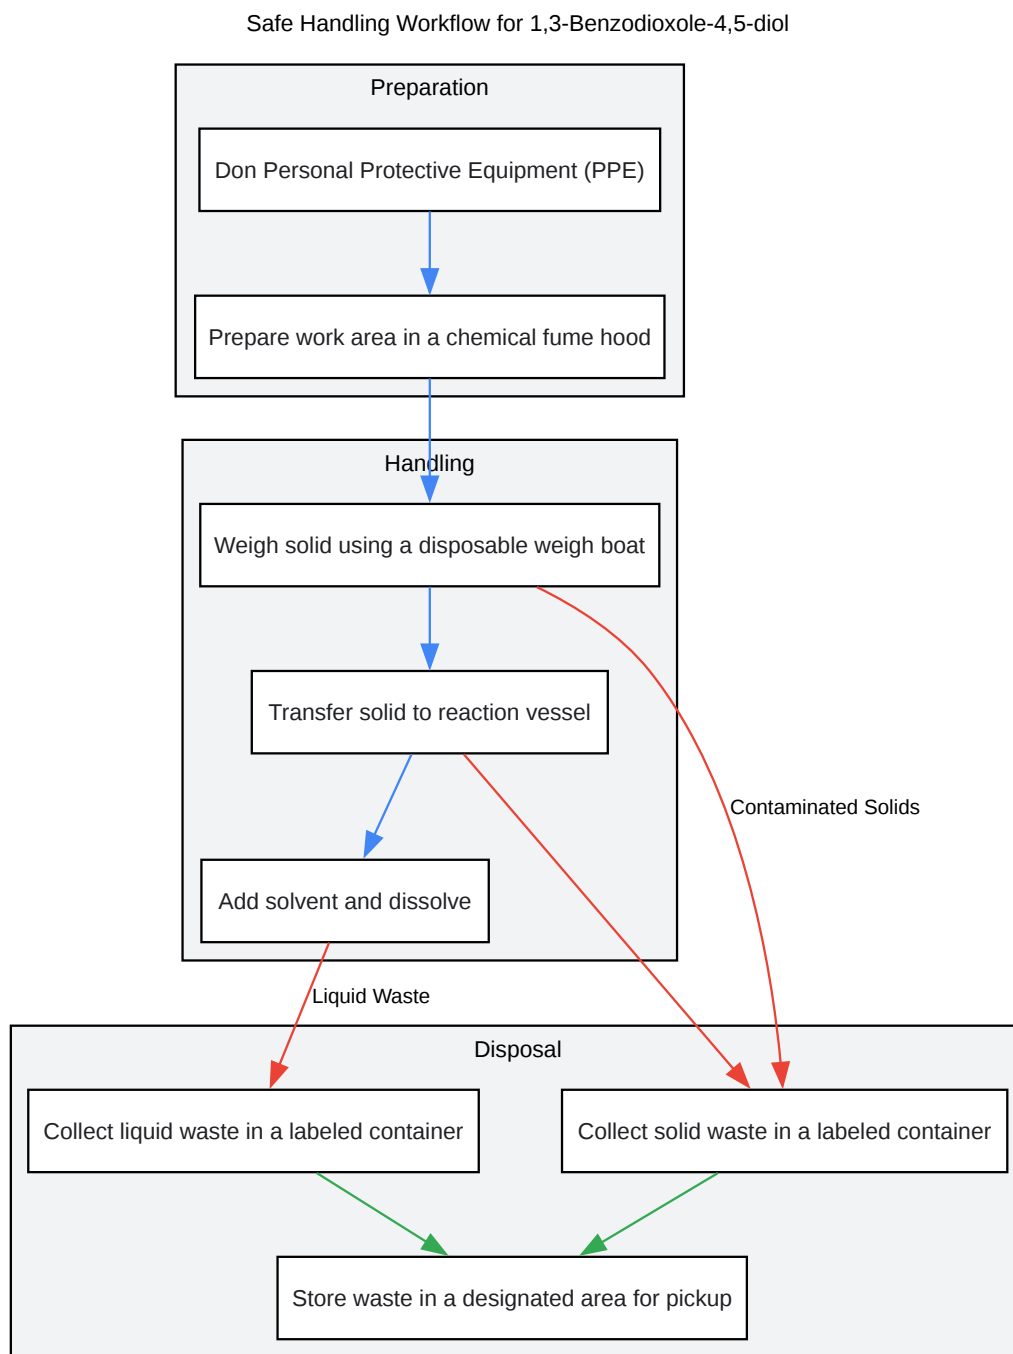 Safe Handling Workflow for 1,3-Benzodioxole-4,5-diol
Preparation
Don Personal Protective Equipment (PPE)
Prepare work area in a chemical fume hood
Handling
Weigh solid using a disposable weigh boat
Transfer solid to reaction vessel
Contaminated Solids
Add solvent and dissolve
Liquid Waste
Disposal
Collect liquid waste in a labeled container
Collect solid waste in a labeled container
Store waste in a designated area for pickup